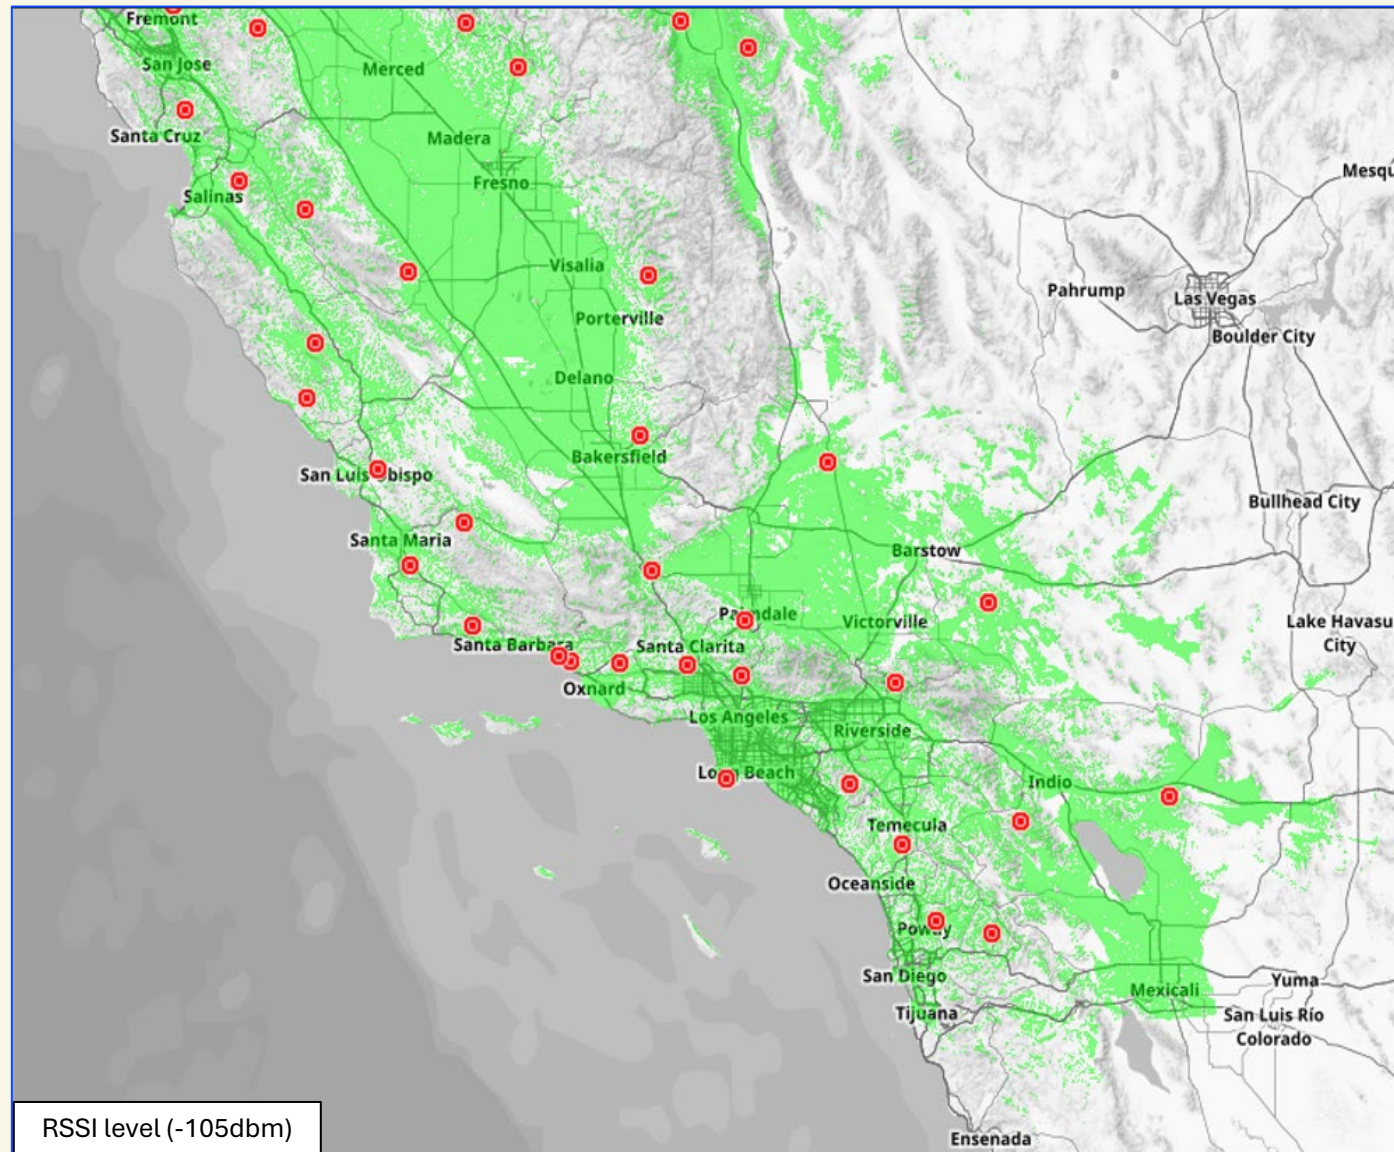 Fremont
San Jose
Merced
Santa Cruz
Madera
Mesqu
Fresno
Salinas
Visalia
Pahrump
Las Vegas
Porterville
Boulder City
Delano
Bakersfield
San Luis Obispo
Bullhead City
Santa Maria
Barstow
Palmdale
Victorville
Lake Havasu
City
Santa Barbara
Santa Clarita
Oxnard
Los Angeles
Riverside
Long Beach
Indio
Temecula
Oceanside
Poway
San Diego
Yuma
Mexicali
Tijuana
San Luis Río
Colorado
RSSI level (-105dbm)
Ensenada